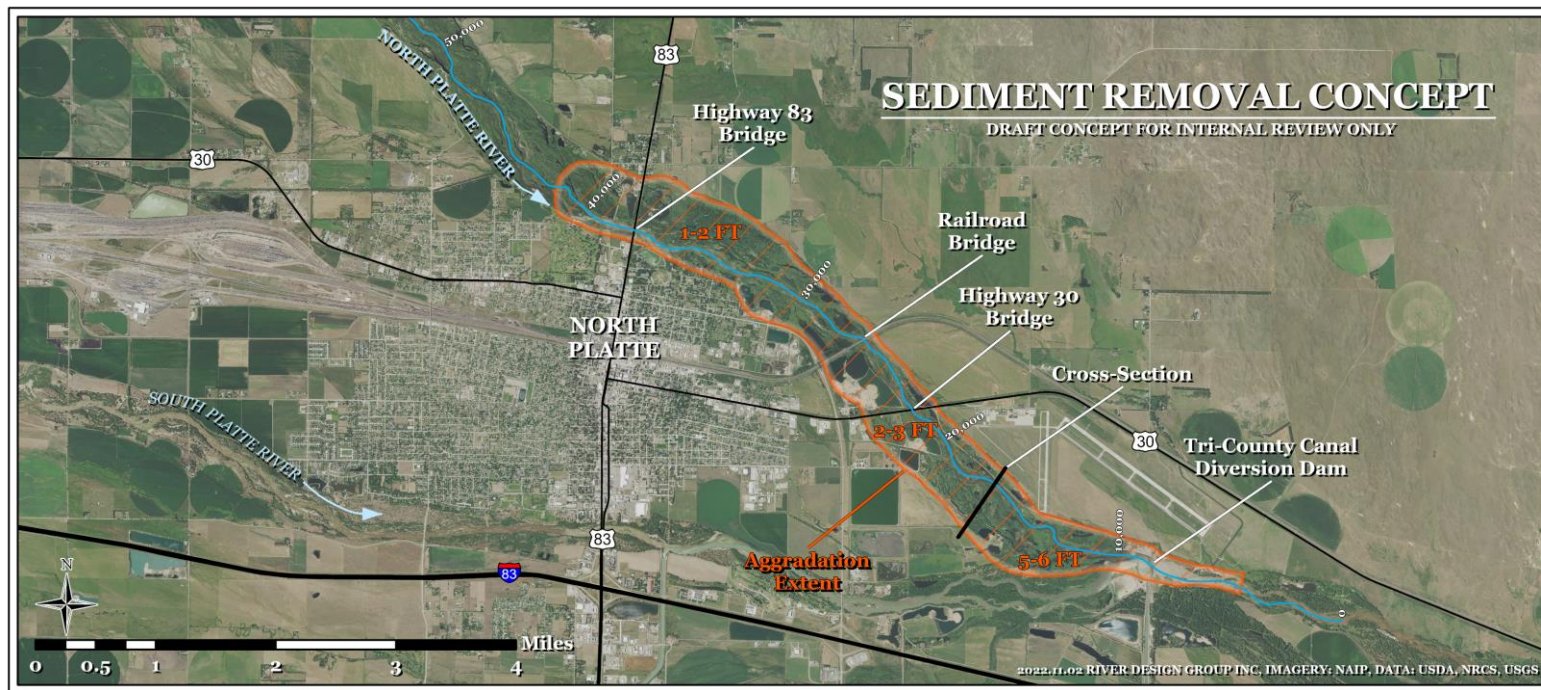 SEDIMENT REMOVAL CONCEPT
DRAFT CONCEPT FOR INTERNAL REVIEW ONLY
50,000
NORTH PLATTE RIVER
83
Highway 83
Bridge
30
40,000
1-2 FT
Railroad
Bridge
30,000
Highway 30
Bridge
NORTH
PLATTE
Cross-Section
2-3 FT
20,000
30
Tri-County Canal
Diversion Dam
SOUTH PLATTE RIVER
10,000
83
Aggradation
Extent
5-6 FT
83
0
N
Miles
0 0.5 1 2 3 4
2022.11.02 RIVER DESIGN GROUP INC, IMAGERY: NAIP, DATA: USDA, NRCS, USGS